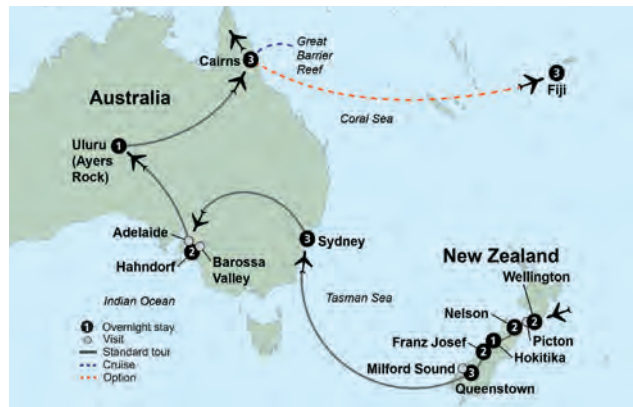 Great
Barrier
Reef
Cairns
3
3
Fiji
Australia
Coral Sea
1
Uluru
(Ayers
Rock)
Adelaide
Hahndorf
2
Barossa
Valley
3
Sydney
New Zealand
Wellington
Indian Ocean
Tasman Sea
Nelson
2
2
Picton
Franz Josef
2
1
Hokitika
Milford Sound
3
Queenstown
1 Overnight stay
Visit
Standard tour
Cruise
Option